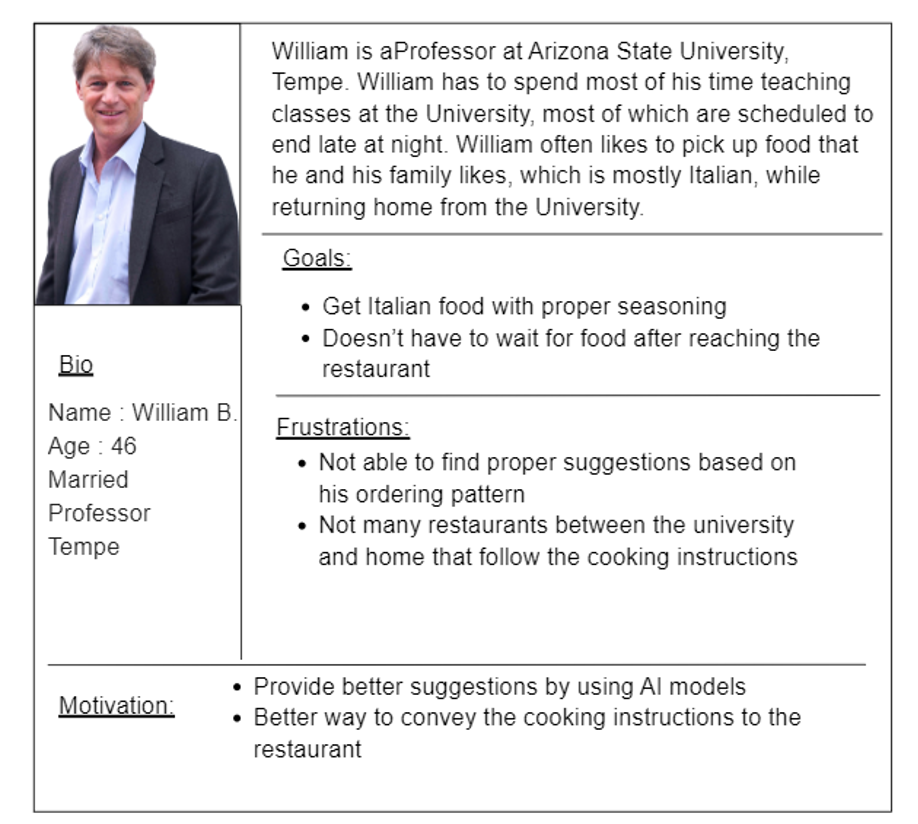 William is aProfessor at Arizona State University,
Tempe. William has to spend most of his time teaching
classes at the University, most of which are scheduled to
end late at night. William often likes to pick up food that
he and his family likes, which is mostly Italian, while
returning home from the University.
Goals:
• Get Italian food with proper seasoning
• Doesn't have to wait for food after reaching the
restaurant
Bio
Name : William B.
Age : 46
Married
Professor
Tempe
Frustrations:
• Not able to find proper suggestions based on
his ordering pattern
• Not many restaurants between the university
and home that follow the cooking instructions
Motivation:
• Provide better suggestions by using AI models
• Better way to convey the cooking instructions to the
restaurant